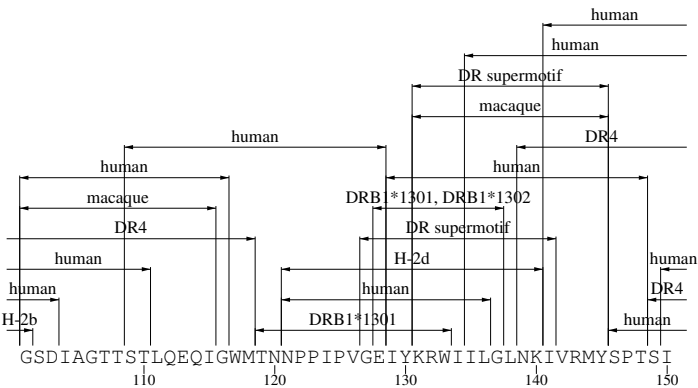 human
human
DR supermotif
macaque
human
DR4
human
human
macaque
DRB1*1301, DRB1*1302
DR4
DR supermotif
human
H-2d
human
human
human
DR4
H-2b
DRB1*1301
human
GSDIAGTTSTLQEQIGWMTNNPPIPVGEIYKRWIILGLNKIVRMYSPTSI
110
120
130
140
150